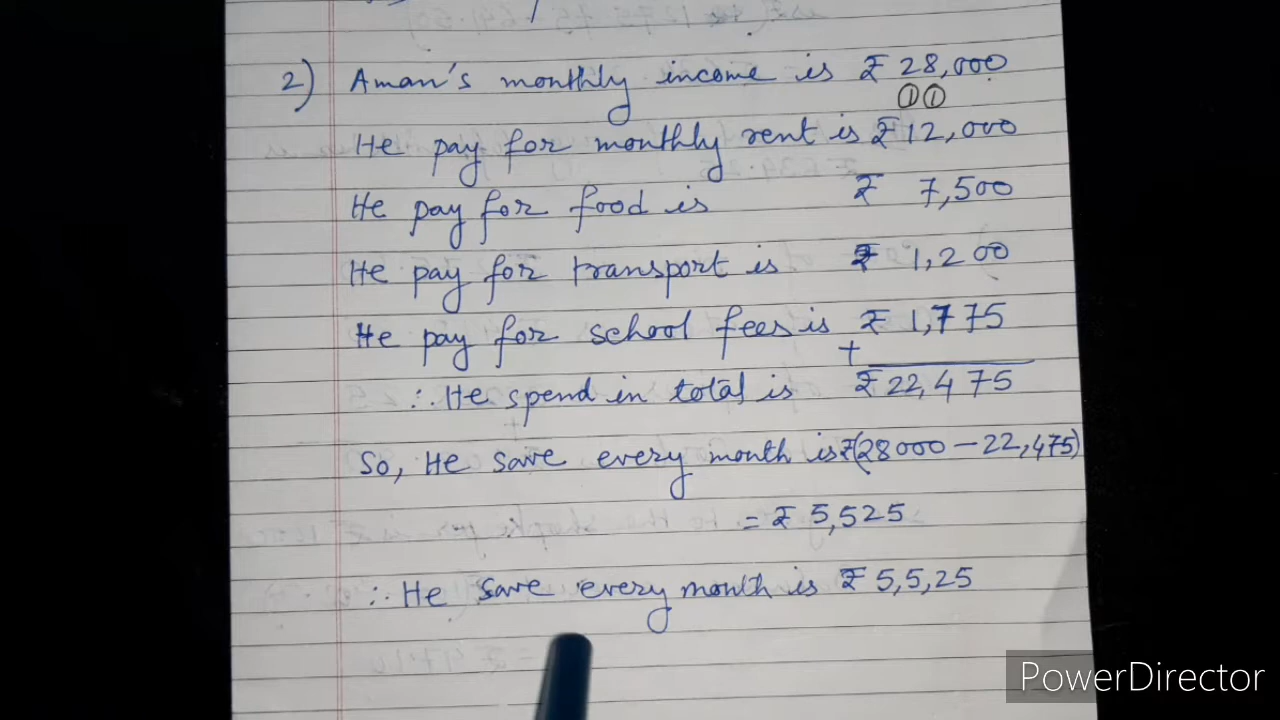 2) Aman's monthly income is ₹ 28,000
① ①
He pay for monthly rent is ₹ 12,000
He pay for food is ₹ 7,500
He pay for transport is ₹ 1,200
He pay for school fees is ₹ 1,775
+
∴ He spend in total is ₹ 22,475
So, He save every month is ₹(28000 – 22,475)
= ₹ 5,525
∴ He save every month is ₹ 5,5,25
PowerDirector